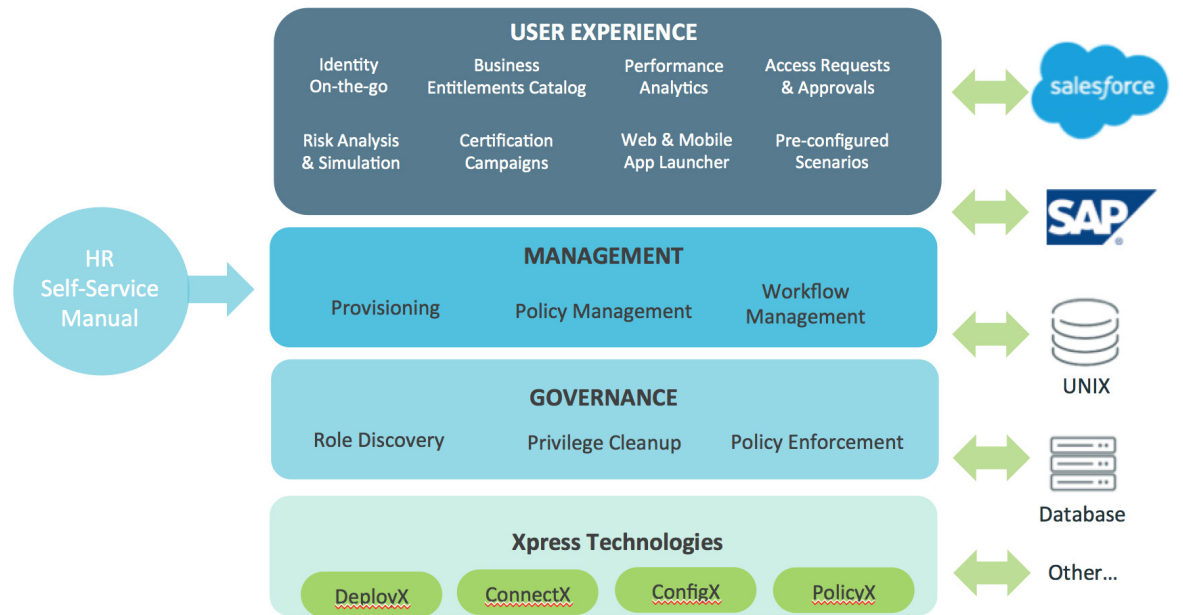 USER EXPERIENCE
Identity
On-the-go
Business
Entitlements Catalog
Performance
Analytics
Access Requests
& Approvals
Risk Analysis
& Simulation
Certification
Campaigns
Web & Mobile
App Launcher
Pre-configured
Scenarios
HR
Self-Service
Manual
MANAGEMENT
Provisioning
Policy Management
Workflow
Management
GOVERNANCE
Role Discovery
Privilege Cleanup
Policy Enforcement
Xpress Technologies
DeployX
ConnectX
ConfigX
PolicyX
salesforce
SAP
®
UNIX
Database
Other...